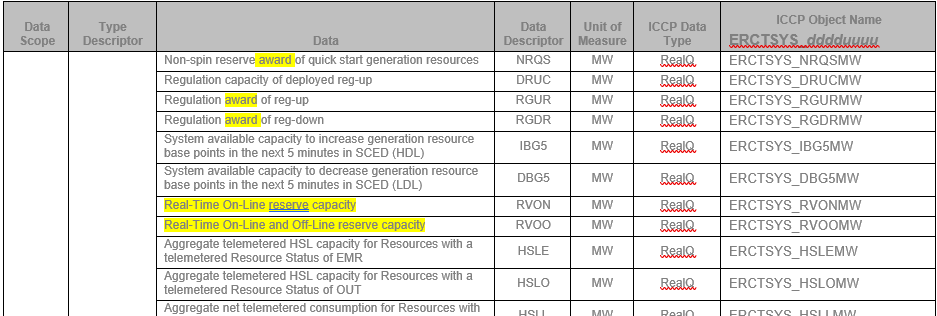 Data Scope Type Descriptor Data Data Descriptor Unit of Measure ICCP Data Type ICCP Object Name ERCTSYS_dddduuuu
Non-spin reserve award of quick start generation resources NRQS MW RealQ ERCTSYS_NRQSMW
Regulation capacity of deployed reg-up DRUC MW RealQ ERCTSYS_DRUCMW
Regulation award of reg-up RGUR MW RealQ ERCTSYS_RGURMW
Regulation award of reg-down RGDR MW RealQ ERCTSYS_RGDRMW
System available capacity to increase generation resource
base points in the next 5 minutes in SCED (HDL) IBG5 MW RealQ ERCTSYS_IBG5MW
System available capacity to decrease generation resource
base points in the next 5 minutes in SCED (LDL) DBG5 MW RealQ ERCTSYS_DBG5MW
Real-Time On-Line reserve capacity RVON MW RealQ ERCTSYS_RVONMW
Real-Time On-Line and Off-Line reserve capacity RVOO MW RealQ ERCTSYS_RVOOMW
Aggregate telemetered HSL capacity for Resources with a
telemetered Resource Status of EMR HSLE MW RealQ ERCTSYS_HSLEMW
Aggregate telemetered HSL capacity for Resources with a
telemetered Resource Status of OUT HSLO MW RealQ ERCTSYS_HSLOMW
Aggregate net telemetered consumption for Resources with MW RealQ